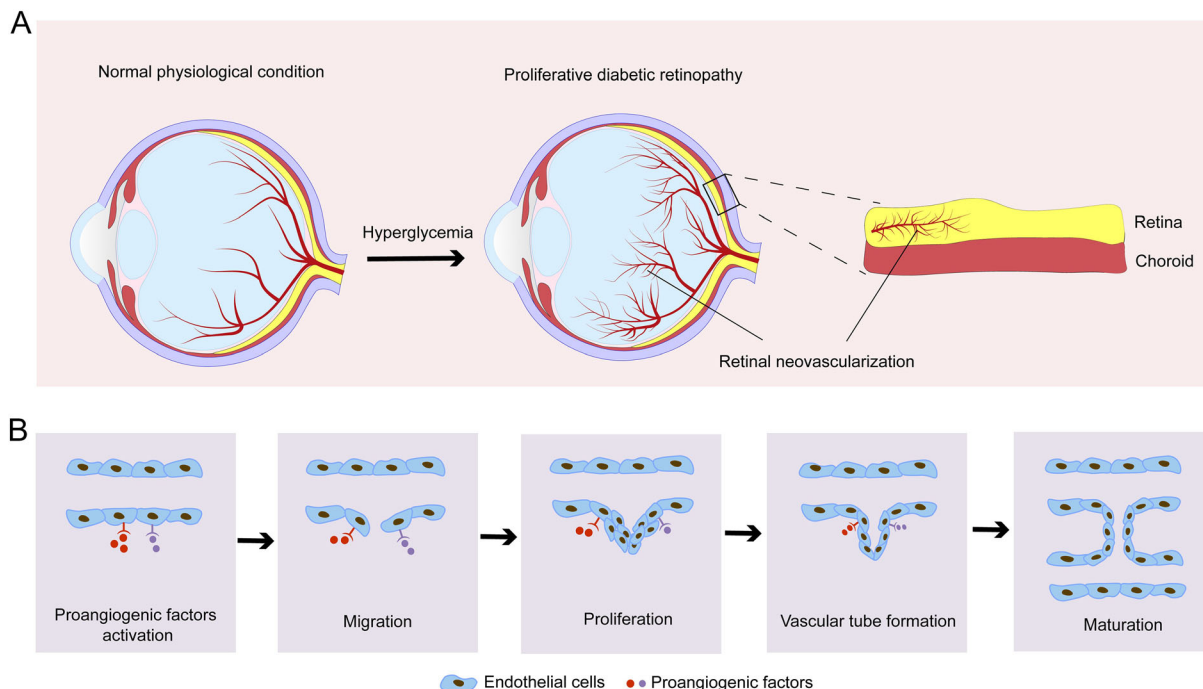 A
Normal physiological condition
Proliferative diabetic retinopathy
Hyperglycemia
Retina
Choroid
Retinal neovascularization
B
Proangiogenic factors
activation
Migration
Proliferation
Vascular tube formation
Maturation
Endothelial cells
Proangiogenic factors